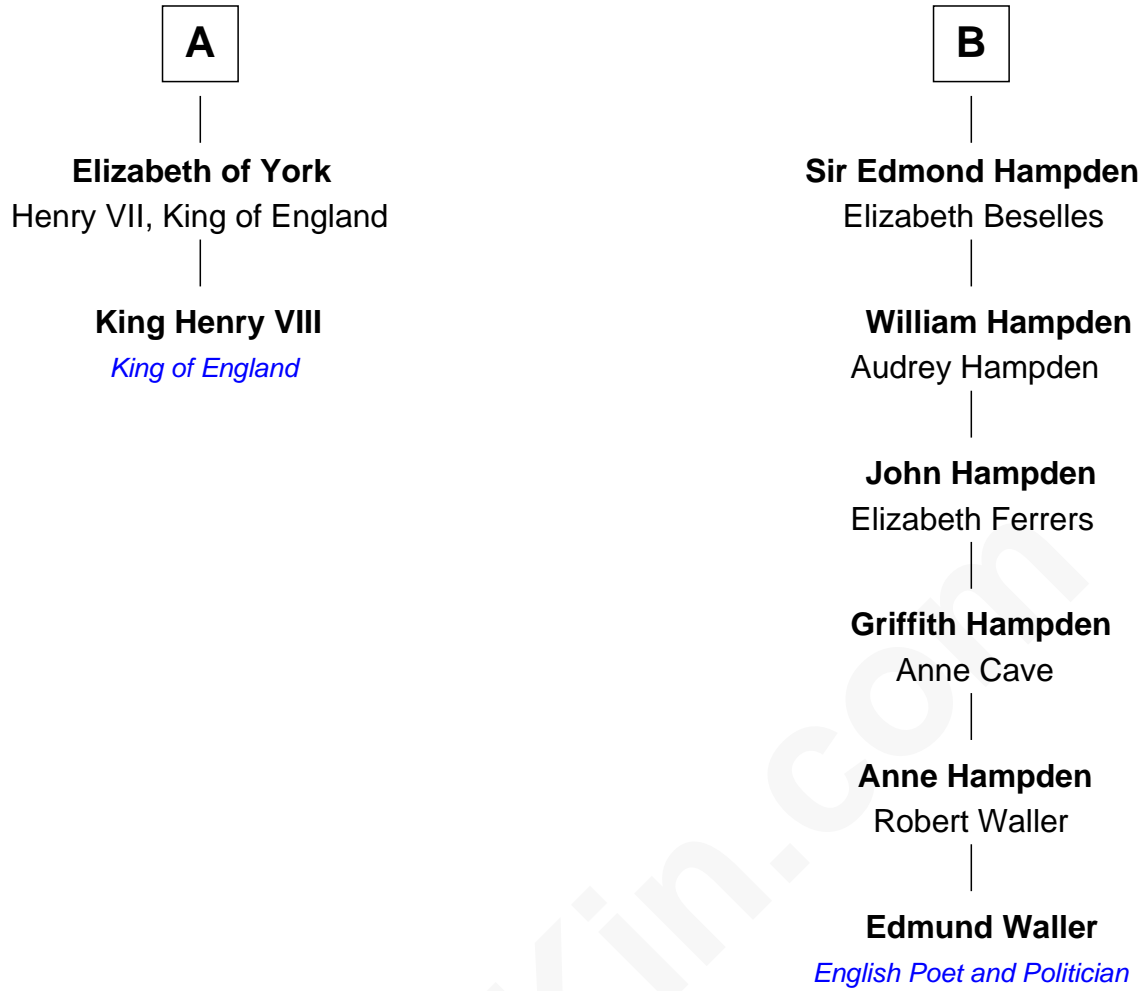 A
Elizabeth of York
Henry VII, King of England
King Henry VIII
King of England
B
Sir Edmond Hampden
Elizabeth Beselles
William Hampden
Audrey Hampden
John Hampden
Elizabeth Ferrers
Griffith Hampden
Anne Cave
Anne Hampden
Robert Waller
Edmund Waller
English Poet and Politician
Kin.com